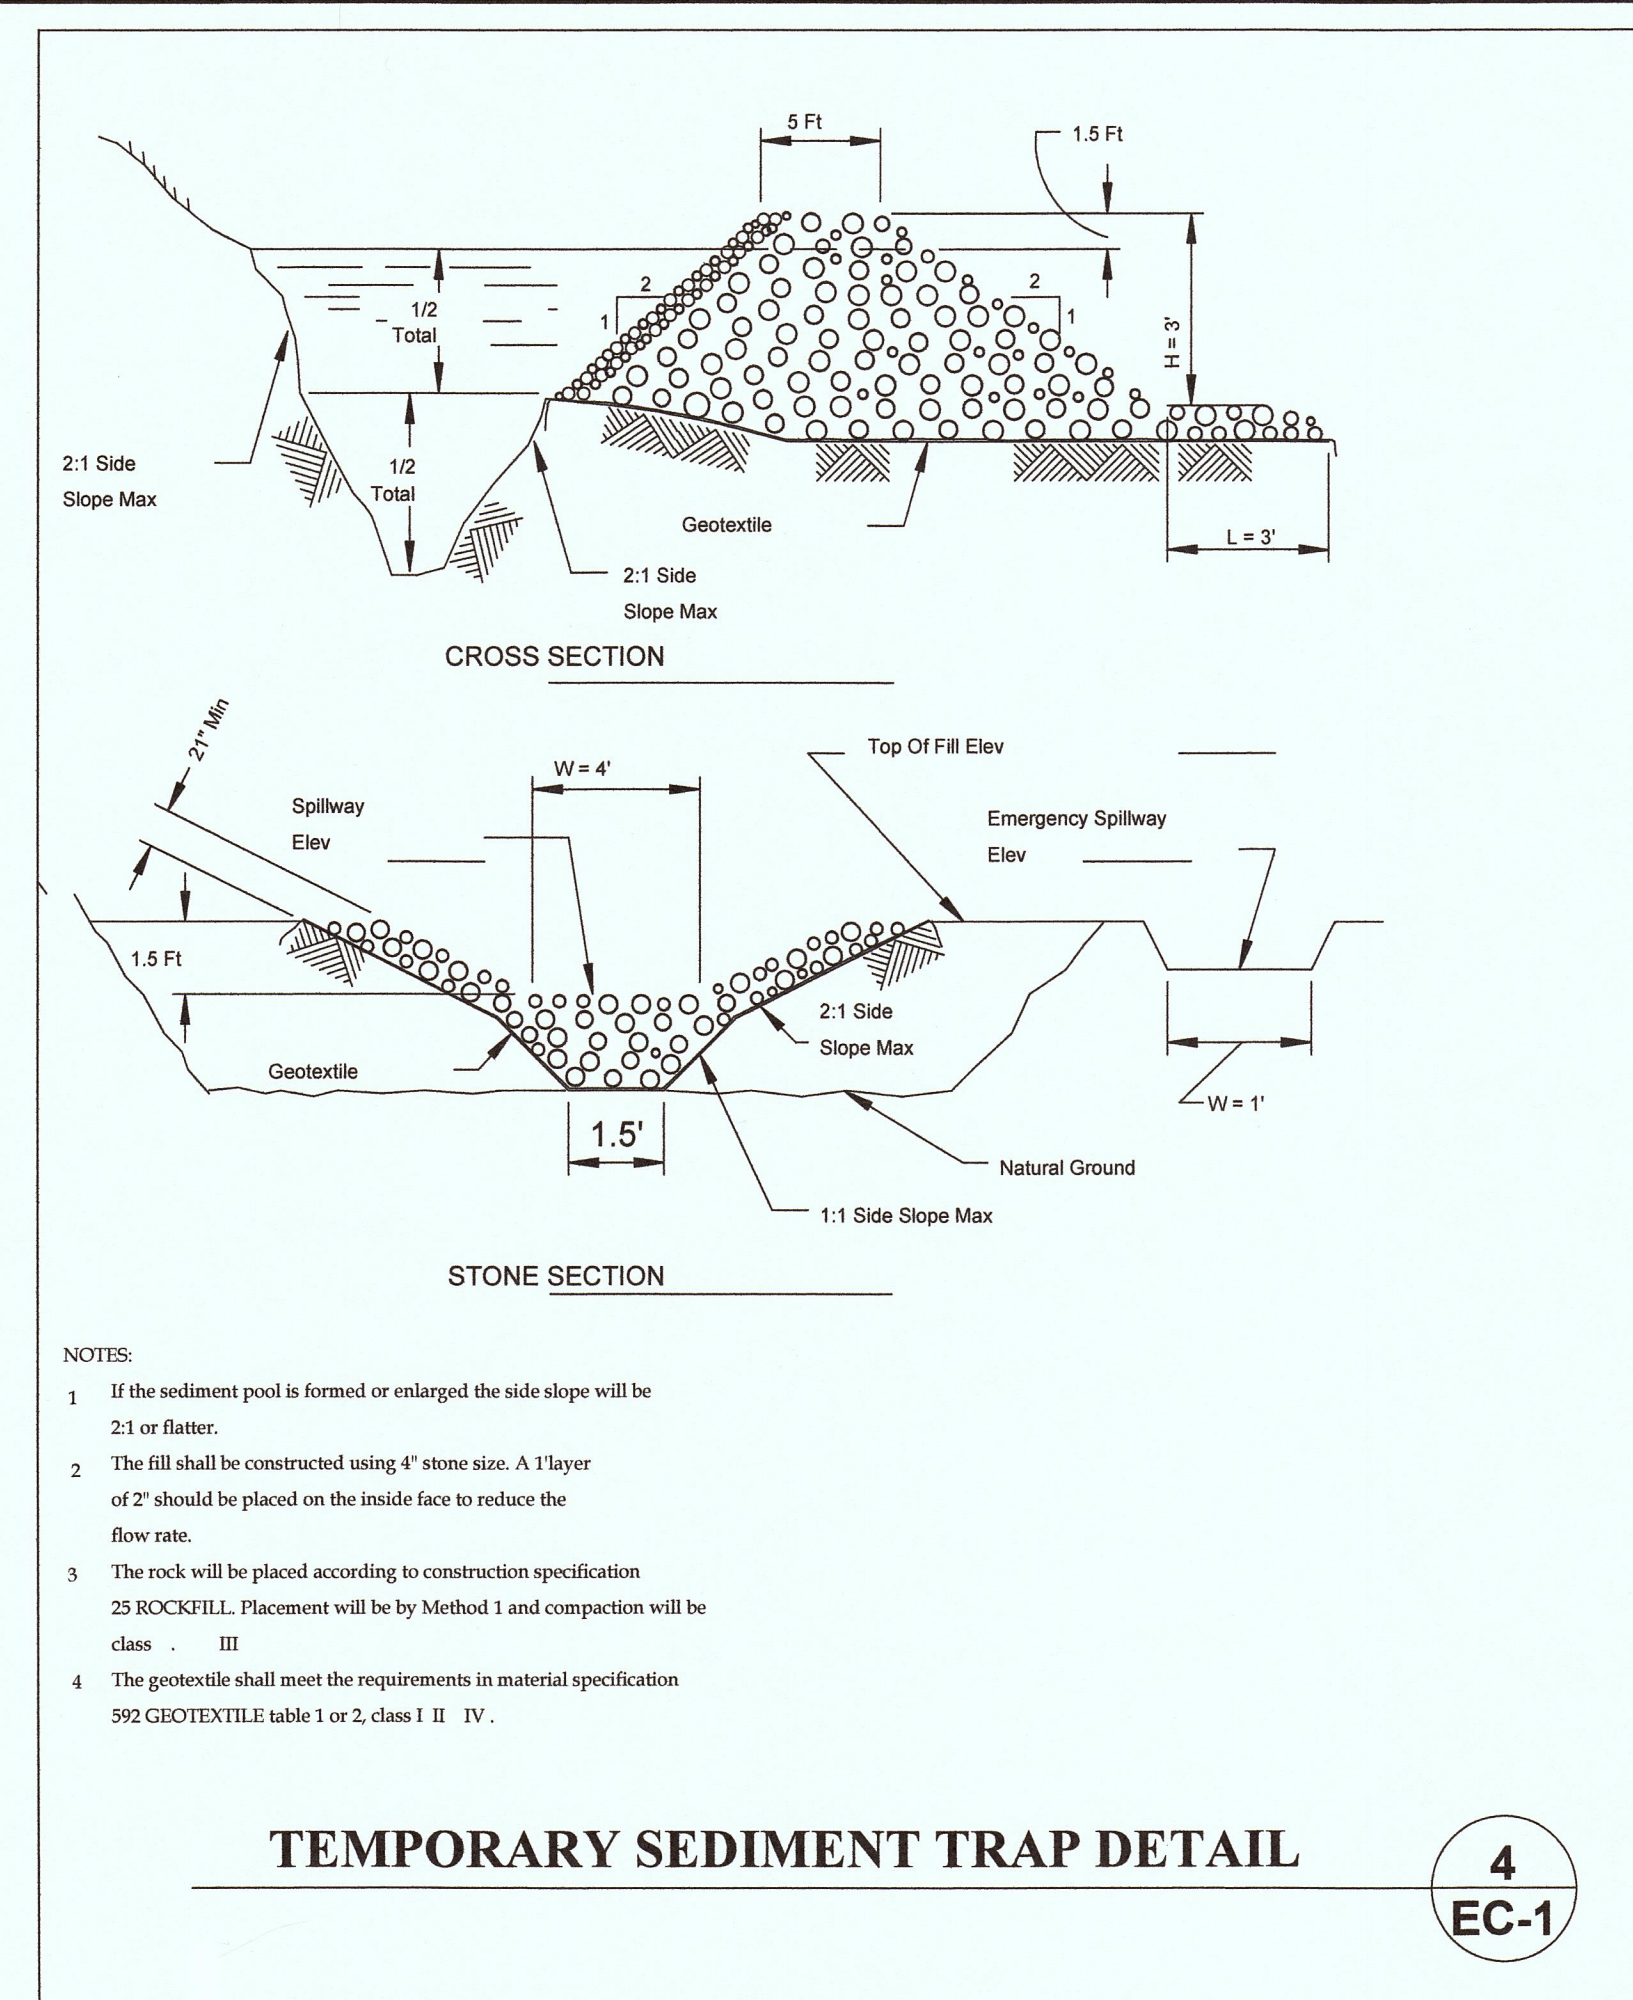 5 Ft
1.5 Ft
2
1
2
1
1/2
Total
H = 3'
2:1 Side
Slope Max
1/2
Total
Geotextile
L = 3'
2:1 Side
Slope Max
CROSS SECTION
21" Min
W = 4'
Top Of Fill Elev
Spillway
Elev
Emergency Spillway
Elev
1.5 Ft
2:1 Side
Slope Max
Geotextile
W = 1'
1.5'
Natural Ground
1:1 Side Slope Max
STONE SECTION
NOTES:
1 If the sediment pool is formed or enlarged the side slope will be
2:1 or flatter.
2 The fill shall be constructed using 4" stone size. A 1'layer
of 2" should be placed on the inside face to reduce the
flow rate.
3 The rock will be placed according to construction specification
25 ROCKFILL. Placement will be by Method 1 and compaction will be
class . III
4 The geotextile shall meet the requirements in material specification
592 GEOTEXTILE table 1 or 2, class I II IV .
TEMPORARY SEDIMENT TRAP DETAIL
4
EC-1